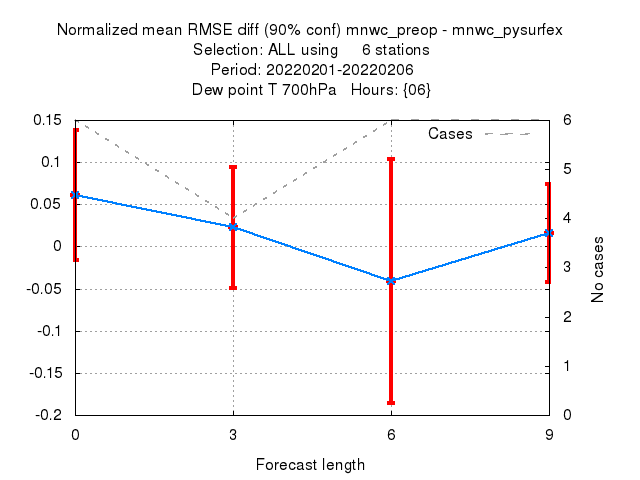 Normalized mean RMSE diff (90% conf) mnwc_preop - mnwc_pysurfex
Selection: ALL using 6 stations
Period: 20220201-20220206
Dew point T 700hPa Hours: {06}
Cases
0.15
0.1
0.05
0
-0.05
-0.1
-0.15
-0.2
6
5
4
3
2
1
0
No cases
0 3 6 9
Forecast length